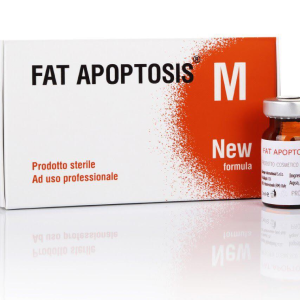 FAT APOPTOSIS® M
New
formula
Prodotto sterile
Ad uso professionale
FAT APOPTOS